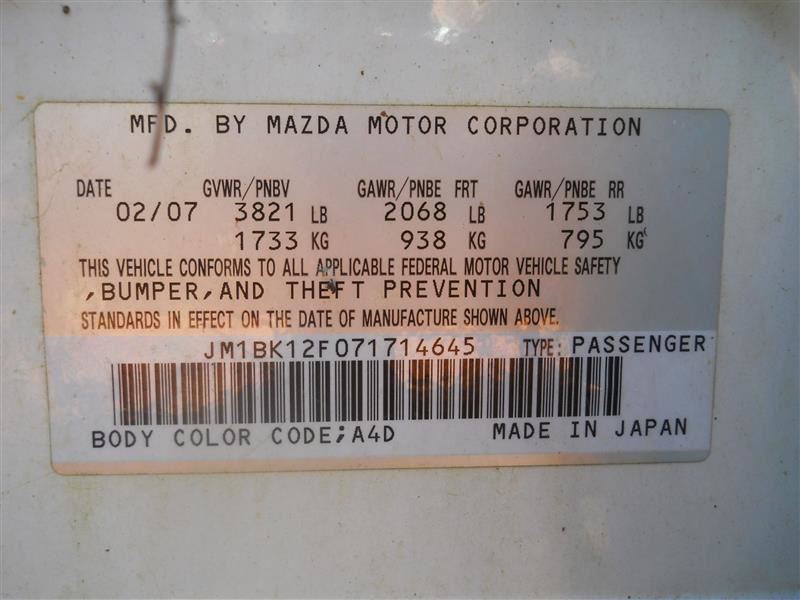 MFD. BY MAZDA MOTOR CORPORATION
DATE GVWR/PNBV GAWR/PNBE FRT GAWR/PNBE RR
02/07 3821 LB 2068 LB 1753 LB
1733 KG 938 KG 795 KG
THIS VEHICLE CONFORMS TO ALL APPLICABLE FEDERAL MOTOR VEHICLE SAFETY
,BUMPER,AND THEFT PREVENTION
STANDARDS IN EFFECT ON THE DATE OF MANUFACTURE SHOWN ABOVE.
JM1BK12F071714645 TYPE: PASSENGER
BODY COLOR CODE;A4D MADE IN JAPAN